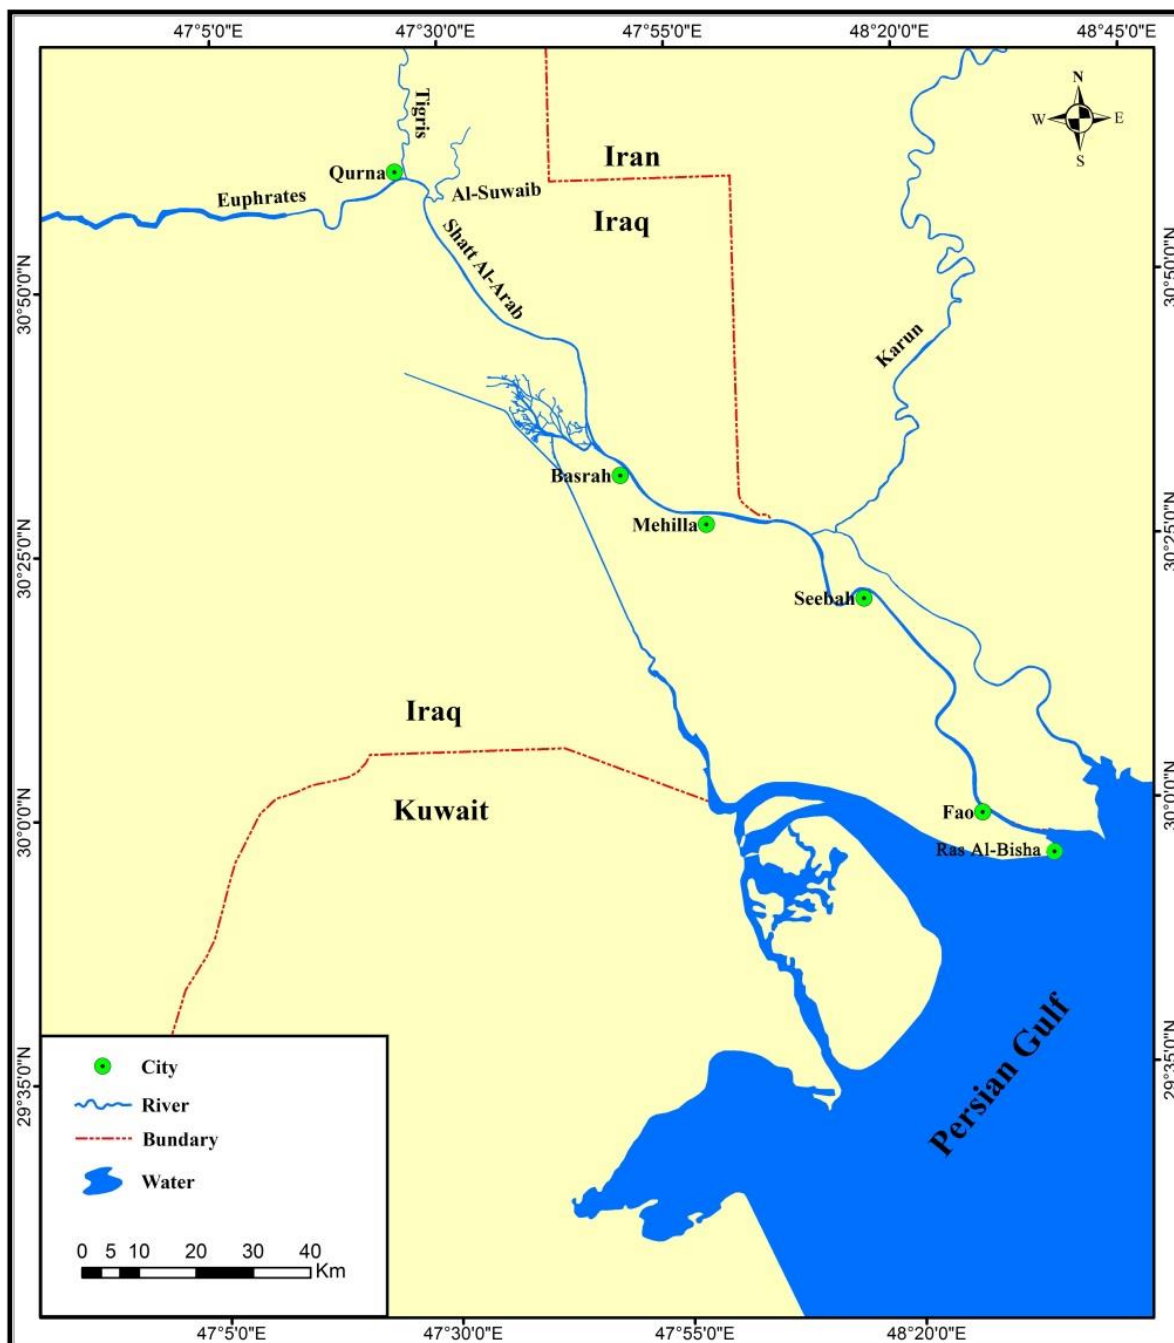 47°5'0"E
47°30'0"E
47°55'0"E
48°20'0"E
48°45'0"E
N
W
E
S
Tigris
Iran
Qurna
Al-Suwaib
Euphrates
Iraq
Shatt Al-Arab
30°50'0"N
30°50'0"N
Karun
Basrah
Mehilla
30°25'0"N
30°25'0"N
Seebah
Iraq
Kuwait
30°0'0"N
30°0'0"N
Fao
Ras Al-Bisha
Persian Gulf
29°35'0"N
29°35'0"N
City
River
Bundary
Water
0 5 10 20 30 40
Km
47°5'0"E
47°30'0"E
47°55'0"E
48°20'0"E